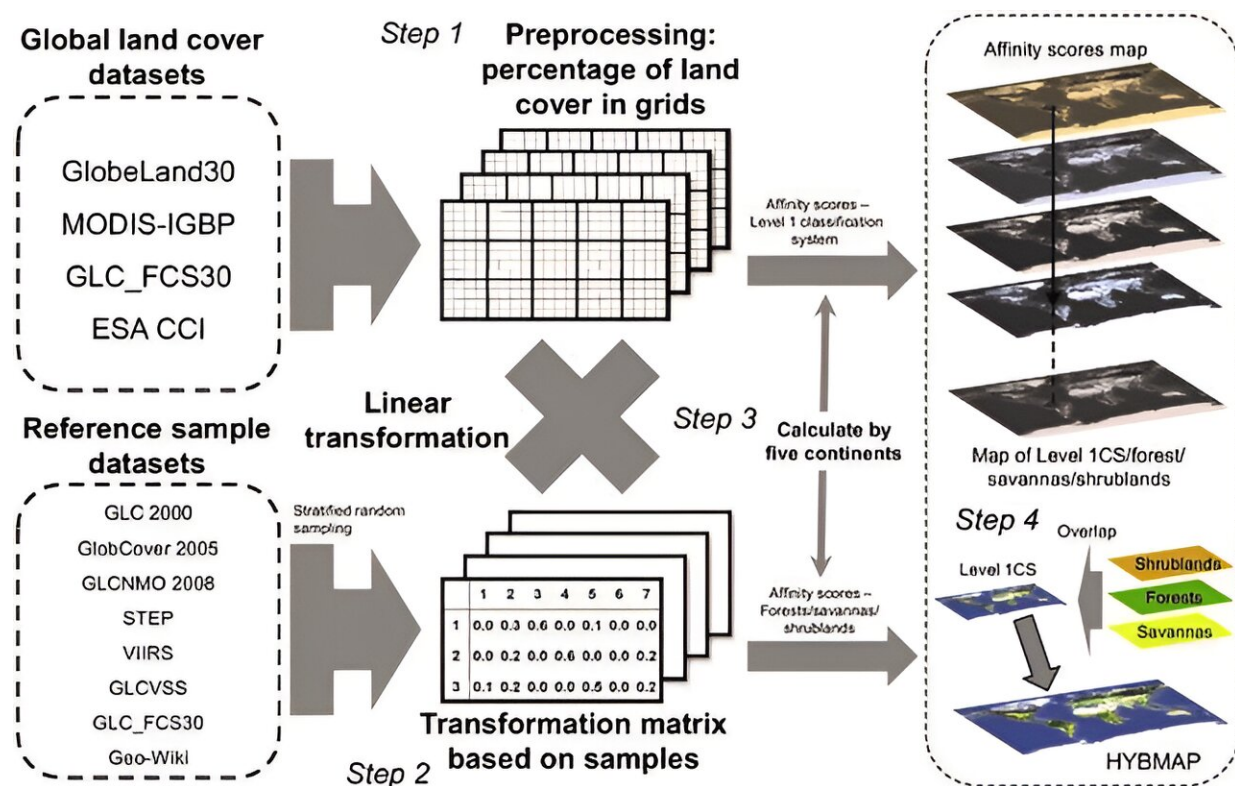 Global land cover
datasets
GlobeLand30
MODIS-IGBP
GLC_FCS30
ESA CCI
Reference sample
datasets
GLC 2000
GlobCover 2005
GLCNMO 2008
STEP
VIIRS
GLCVSS
GLC_FCS30
Geo-Wiki
Step 1
Preprocessing:
percentage of land
cover in grids
Linear
transformation
Stratified random
sampling
1 2 3 4 5 6 7
1 0.0 0.3 0.6 0.0 0.1 0.0 0.0
2 0.0 0.2 0.0 0.6 0.0 0.0 0.2
3 0.1 0.2 0.0 0.0 0.5 0.0 0.2
Transformation matrix
based on samples
Step 2
Affinity scores –
Level 1 classification
system
Step 3
Calculate by
five continents
Affinity scores –
Forests/savannas/
shrublands
Affinity scores map
Map of Level 1CS/forest/
savannas/shrublands
Step 4
Overlap
Level 1CS
Shrublands
Forests
Savannas
HYBMAP